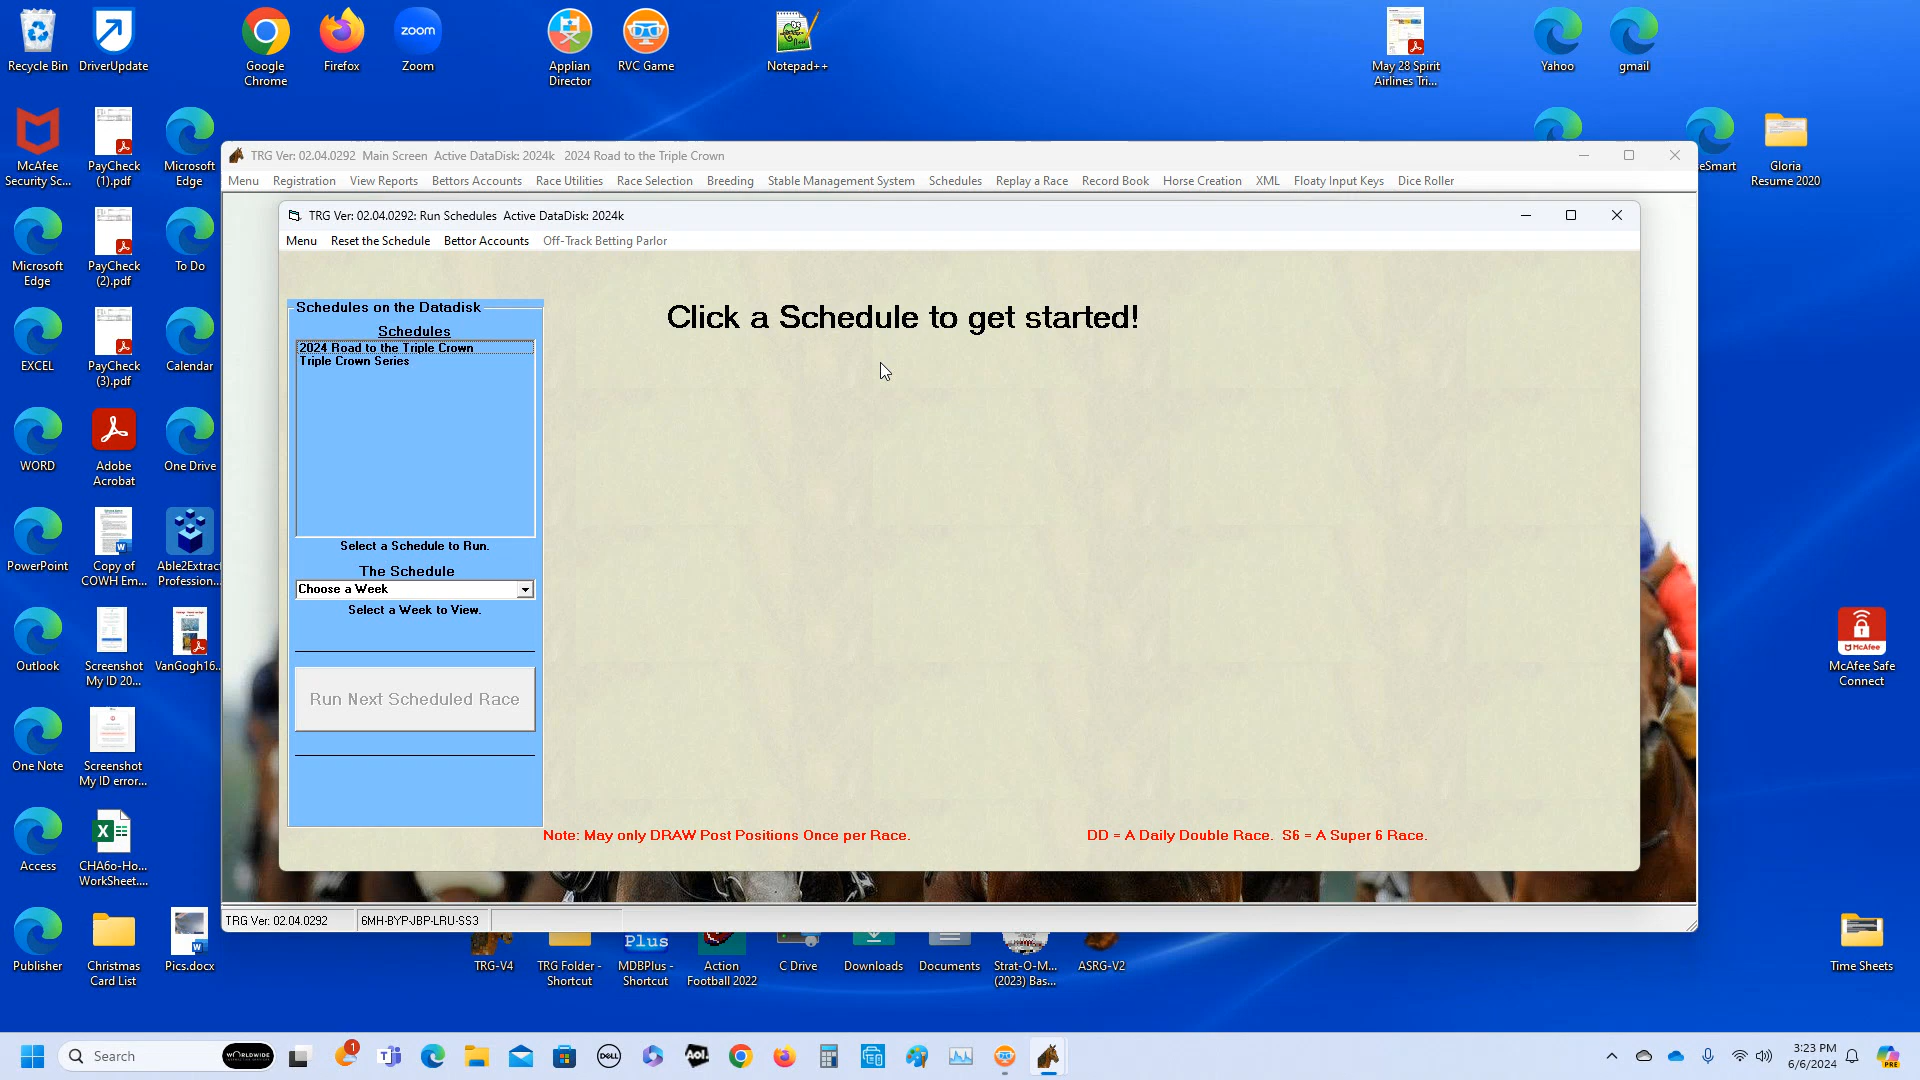 Recycle Bin
DriverUpdate
Google
Chrome
Firefox
zoom
Zoom
Applian
Director
RVC Game
Notepad++
May 28 Spirit
Airlines Tri...
Yahoo
gmail
McAfee
Security Sc...
PayCheck
(1).pdf
Microsoft
Edge
eSmart
Gloria
Resume 2020
Microsoft
Edge
PayCheck
(2).pdf
To Do
EXCEL
PayCheck
(3).pdf
Calendar
WORD
Adobe
Acrobat
One Drive
PowerPoint
Copy of
COWH Em...
Able2Extract
Profession...
Outlook
Screenshot
My ID 20...
VanGogh16...
One Note
Screenshot
My ID error...
Access
CHA6o-Ho...
WorkSheet....
Publisher
Christmas
Card List
Pics.docx
McAfee Safe
Connect
Time Sheets
TRG Ver: 02.04.0292  Main Screen  Active DataDisk: 2024k   2024 Road to the Triple Crown
Menu Registration View Reports Bettors Accounts Race Utilities Race Selection Breeding Stable Management System Schedules Replay a Race Record Book Horse Creation XML Floaty Input Keys Dice Roller
TRG Ver: 02.04.0292: Run Schedules  Active DataDisk: 2024k
Menu Reset the Schedule Bettor Accounts Off-Track Betting Parlor
Schedules on the Datadisk
Schedules
2024 Road to the Triple Crown
Triple Crown Series
Select a Schedule to Run.
The Schedule
Choose a Week
Select a Week to View.
Run Next Scheduled Race
Click a Schedule to get started!
Note: May only DRAW Post Positions Once per Race.
DD = A Daily Double Race.  S6 = A Super 6 Race.
TRG Ver: 02.04.0292
6MH-BYP-JBP-LRU-SS3
TRG-V4
TRG Folder -
Shortcut
Plus
MDBPlus -
Shortcut
Action
Football 2022
C Drive
Downloads
Documents
Strat-O-M...
(2023) Bas...
ASRG-V2
Search
WORLDWIDE
1
DELL
Aol.
3:23 PM
6/6/2024
PRE